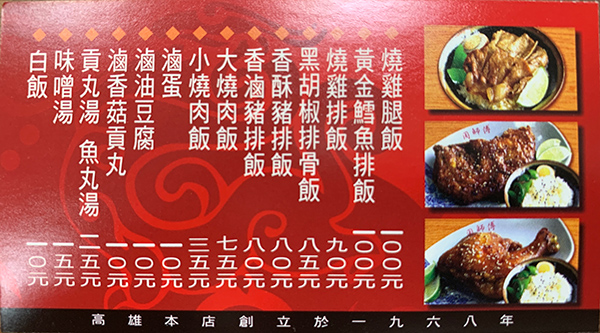 燒雞腿飯 一〇〇元
黃金鱈魚排飯 一〇〇元
燒雞排飯 九〇元
黑胡椒排骨飯 八五元
香酥豬排飯 八〇元
香滷豬排飯 八〇元
大燒肉飯 七五元
小燒肉飯 三五元
滷蛋 一〇元
滷油豆腐 一〇元
滷香菇貢丸 一〇元
貢丸湯 魚丸湯 二五元
味噌湯 一五元
白飯 一〇元
周師傅
周師傅
高雄本店創立於一九六八年